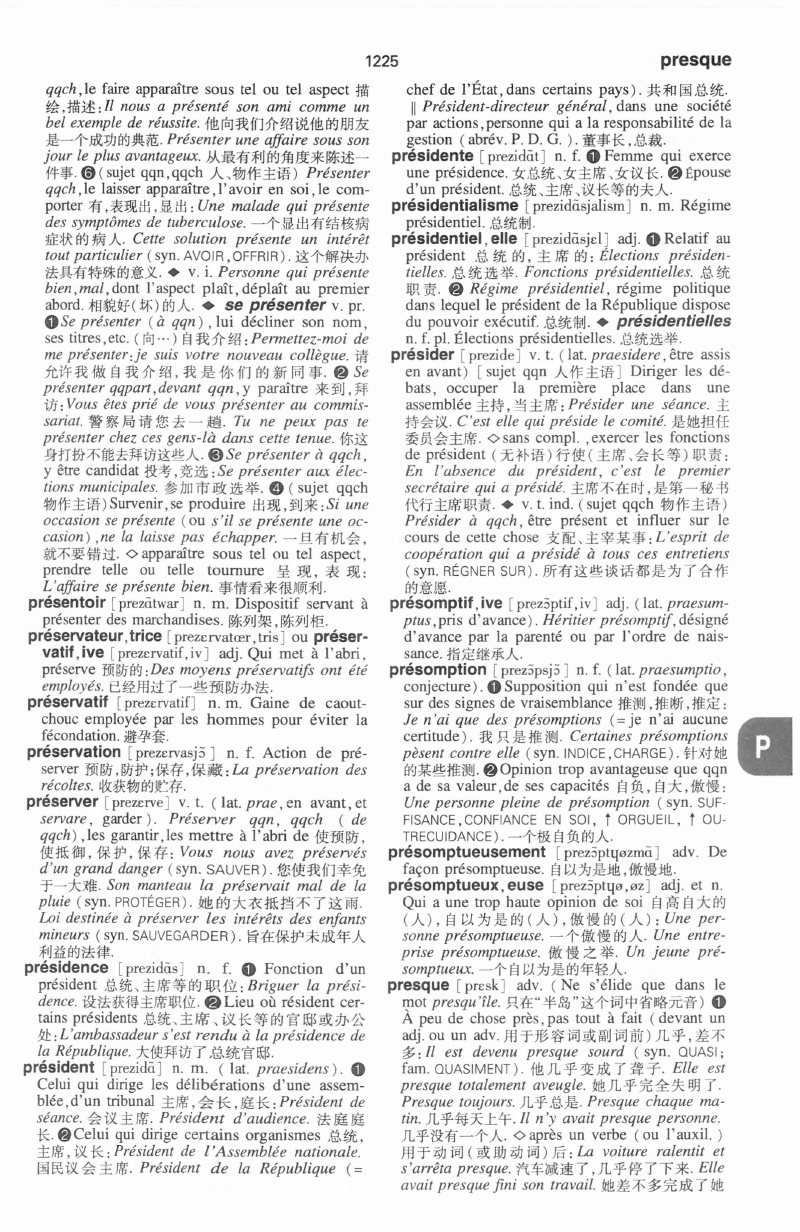 1225
presque
qqch,le faire apparaître sous tel ou tel aspect 描
绘,描述:Il nous a présenté son ami comme un
bel exemple de réussite. 他向我们介绍说他的朋友
是一个成功的典范. Présenter une affaire sous son
jour le plus avantageux. 从最有利的角度来陈述一
件事. ❻(sujet qqn,qqch 人、物作主语) Présenter
qqch,le laisser apparaître,l'avoir en soi,le com-
porter 有,表现出,显出:Une malade qui présente
des symptômes de tuberculose. 一个显出有结核病
症状的病人. Cette solution présente un intérêt
tout particulier (syn. AVOIR,OFFRIR). 这个解决办
法具有特殊的意义. ◆ v. i. Personne qui présente
bien,mal,dont l'aspect plaît,déplaît au premier
abord. 相貌好(坏)的人. ◆ se présenter v. pr.
❶Se présenter (à qqn), lui décliner son nom,
ses titres,etc. (向…)自我介绍:Permettez-moi de
me présenter:je suis votre nouveau collègue. 请
允许我做自我介绍,我是你们的新同事. ❷ Se
présenter qqpart,devant qqn,y paraître 来到,拜
访:Vous êtes prié de vous présenter au commis-
sariat. 警察局请您去一趟. Tu ne peux pas te
présenter chez ces gens-là dans cette tenue. 你这
身打扮不能去拜访这些人. ❸Se présenter à qqch,
y être candidat 投考,竞选:Se présenter aux élec-
tions municipales. 参加市政选举. ❹(sujet qqch
物作主语)Survenir,se produire 出现,到来:Si une
occasion se présente (ou s'il se présente une oc-
casion),ne la laisse pas échapper. 一旦有机会,
就不要错过. ◇apparaître sous tel ou tel aspect,
prendre telle ou telle tournure 呈现,表现:
L'affaire se présente bien. 事情看来很顺利.
présentoir [prezɑ̃twar] n. m. Dispositif servant à
présenter des marchandises. 陈列架,陈列柜.
préservateur,trice [prezɛrvatœr,tris] ou préser-
vatif,ive [prezɛrvatif,iv] adj. Qui met à l'abri,
préserve 预防的:Des moyens préservatifs ont été
employés. 已经用过了一些预防办法.
préservatif [prezɛrvatif] n. m. Gaine de caout-
chouc employée par les hommes pour éviter la
fécondation. 避孕套.
préservation [prezɛrvasjɔ̃] n. f. Action de pré-
server 预防,防护;保存,保藏:La préservation des
récoltes. 收获物的贮存.
préserver [prezɛrve] v. t. (lat. prae,en avant,et
servare, garder). Préserver qqn, qqch (de
qqch),les garantir,les mettre à l'abri de 使预防,
使抵御,保护,保存:Vous nous avez préservés
d'un grand danger (syn. SAUVER). 您使我们幸免
于一大难. Son manteau la préservait mal de la
pluie (syn. PROTÉGER). 她的大衣抵挡不了这雨.
Loi destinée à préserver les intérêts des enfants
mineurs (syn. SAUVEGARDER). 旨在保护未成年人
利益的法律.
présidence [prezidɑ̃s] n. f. ❶ Fonction d'un
président 总统、主席等的职位:Briguer la prési-
dence. 设法获得主席职位. ❷Lieu où résident cer-
tains présidents 总统、主席、议长等的官邸或办公
处:L'ambassadeur s'est rendu à la présidence de
la République. 大使拜访了总统官邸.
président [prezidɑ̃] n. m. (lat. praesidens). ❶
Celui qui dirige les délibérations d'une assem-
blée,d'un tribunal 主席,会长,庭长:Président de
séance. 会议主席. Président d'audience. 法庭庭
长. ❷Celui qui dirige certains organismes 总统,
主席,议长:Président de l'Assemblée nationale.
国民议会主席. Président de la République (=
chef de l'État,dans certains pays). 共和国总统.
‖ Président-directeur général,dans une société
par actions,personne qui a la responsabilité de la
gestion (abrév. P. D. G. ). 董事长,总裁.
présidente [prezidɑ̃t] n. f. ❶ Femme qui exerce
une présidence. 女总统、女主席、女议长. ❷Épouse
d'un président. 总统、主席、议长等的夫人.
présidentialisme [prezidɑ̃sjalism] n. m. Régime
présidentiel. 总统制.
présidentiel,elle [prezidɑ̃sjɛl] adj. ❶Relatif au
président 总统的,主席的:Élections présiden-
tielles. 总统选举. Fonctions présidentielles. 总统
职责. ❷ Régime présidentiel, régime politique
dans lequel le président de la République dispose
du pouvoir exécutif. 总统制. ◆ présidentielles
n. f. pl. Élections présidentielles. 总统选举.
présider [prezide] v. t. (lat. praesidere,être assis
en avant) [sujet qqn 人作主语] Diriger les dé-
bats, occuper la première place dans une
assemblée 主持,当主席:Présider une séance. 主
持会议. C'est elle qui préside le comité. 是她担任
委员会主席. ◇sans compl. ,exercer les fonctions
de président (无补语)行使(主席、会长等)职责:
En l'absence du président, c'est le premier
secrétaire qui a présidé. 主席不在时,是第一秘书
代行主席职责. ◆ v. t. ind. (sujet qqch 物作主语)
Présider à qqch, être présent et influer sur le
cours de cette chose 支配、主宰某事:L'esprit de
coopération qui a présidé à tous ces entretiens
(syn. RÉGNER SUR). 所有这些谈话都是为了合作
的意愿.
présomptif,ive [prezɔ̃ptif,iv] adj. (lat. praesum-
ptus,pris d'avance). Héritier présomptif,désigné
d'avance par la parenté ou par l'ordre de nais-
sance. 指定继承人.
présomption [prezɔ̃psjɔ̃] n. f. (lat. praesumptio,
conjecture). ❶Supposition qui n'est fondée que
sur des signes de vraisemblance 推测,推断,推定:
Je n'ai que des présomptions (=je n'ai aucune
certitude). 我只是推测. Certaines présomptions
pèsent contre elle (syn. INDICE,CHARGE). 针对她
的某些推测. ❷Opinion trop avantageuse que qqn
a de sa valeur,de ses capacités 自负,自大,傲慢:
Une personne pleine de présomption (syn. SUF-
FISANCE,CONFIANCE EN SOI, ↑ ORGUEIL, ↑ OU-
TRECUIDANCE). 一个极自负的人.
présomptueusement [prezɔ̃ptɥøzmɑ̃] adv. De
façon présomptueuse. 自以为是地,傲慢地.
présomptueux,euse [prezɔ̃ptɥø,øz] adj. et n.
Qui a une trop haute opinion de soi 自高自大的
(人),自以为是的(人),傲慢的(人):Une per-
sonne présomptueuse. 一个傲慢的人. Une entre-
prise présomptueuse. 傲慢之举. Un jeune pré-
somptueux. 一个自以为是的年轻人.
presque [prɛsk] adv. (Ne s'élide que dans le
mot presqu'île. 只在“半岛”这个词中省略元音) ❶
À peu de chose près,pas tout à fait (devant un
adj. ou un adv. 用于形容词或副词前)几乎,差不
多:Il est devenu presque sourd (syn. QUASI;
fam. QUASIMENT). 他几乎变成了聋子. Elle est
presque totalement aveugle. 她几乎完全失明了.
Presque toujours. 几乎总是. Presque chaque ma-
tin. 几乎每天上午. Il n'y avait presque personne.
几乎没有一个人. ◇après un verbe (ou l'auxil.)
用于动词(或助动词)后:La voiture ralentit et
s'arrêta presque. 汽车减速了,几乎停了下来. Elle
avait presque fini son travail. 她差不多完成了她
P